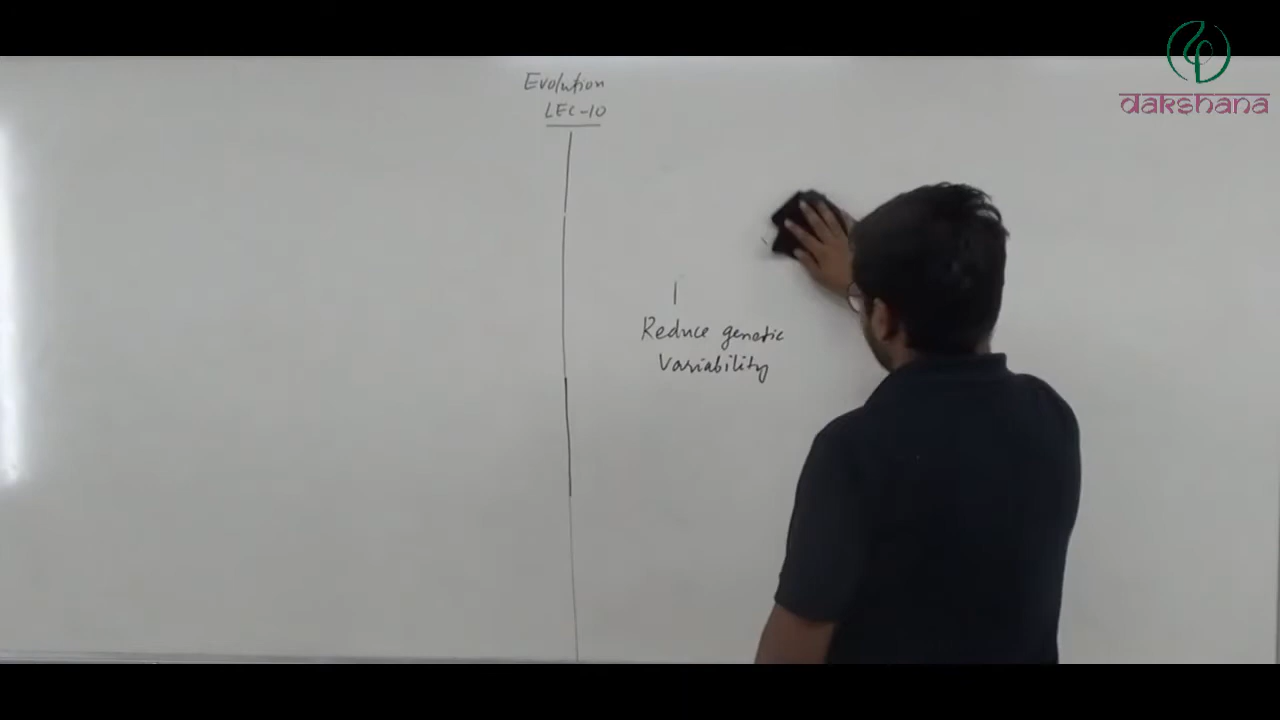 dakshana
Evolution
LEC-10
Reduce genetic
Variability